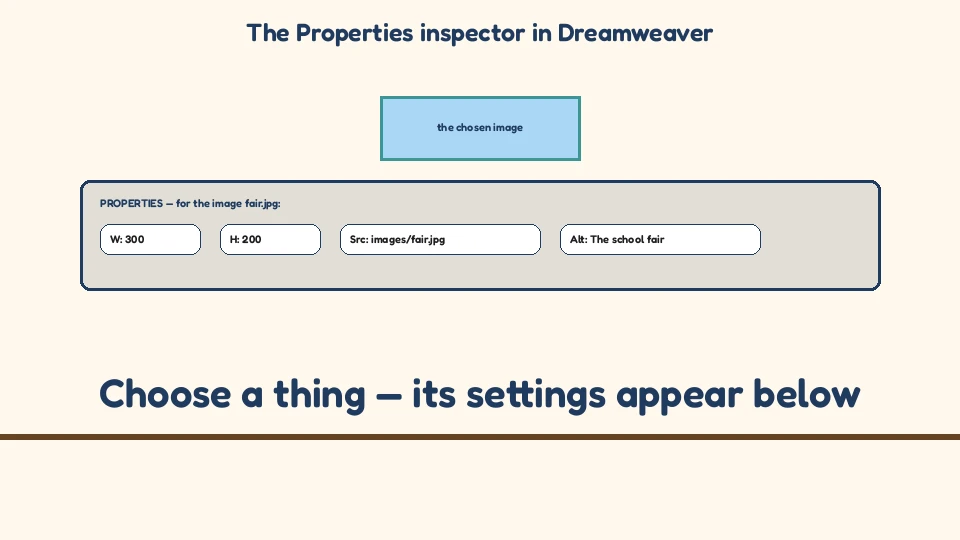 The Properties inspector in Dreamweaver
the chosen image
PROPERTIES — for the image fair.jpg:
W: 300
H: 200
Src: images/fair.jpg
Alt: The school fair
Choose a thing — its settings appear below